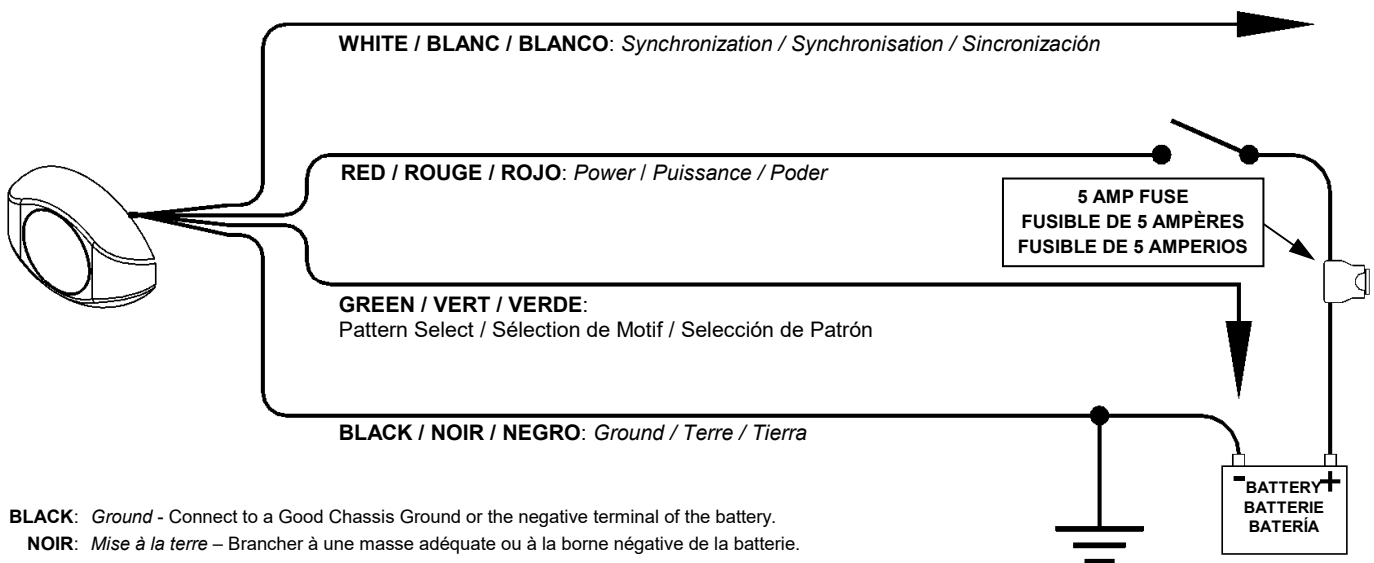 WHITE / BLANC / BLANCO: Synchronization / Synchronisation / Sincronización
RED / ROUGE / ROJO: Power / Puissance / Poder
5 AMP FUSE
FUSIBLE DE 5 AMPÈRES
FUSIBLE DE 5 AMPERIOS
GREEN / VERT / VERDE:
Pattern Select / Sélection de Motif / Selección de Patrón
BLACK / NOIR / NEGRO: Ground / Terre / Tierra
- +
BATTERY
BATTERIE
BATERÍA
BLACK: Ground - Connect to a Good Chassis Ground or the negative terminal of the battery.
NOIR: Mise à la terre – Brancher à une masse adéquate ou à la borne négative de la batterie.